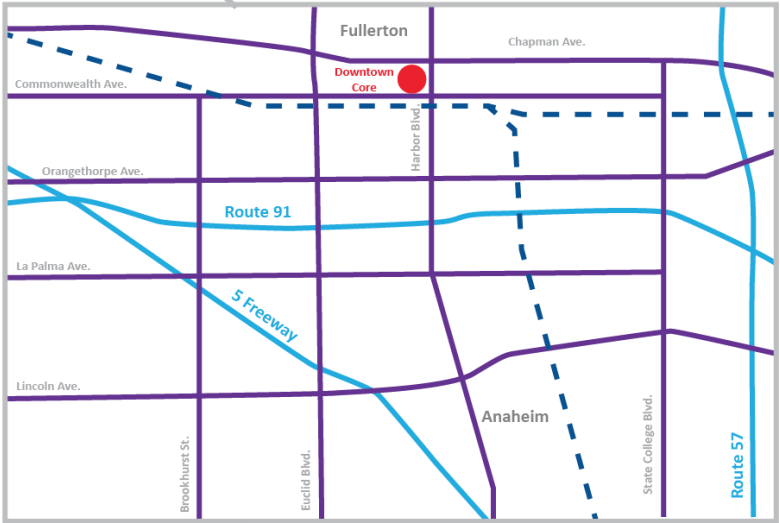 Fullerton
Chapman Ave.
Downtown
Core
Commonwealth Ave.
Harbor Blvd.
Orangethorpe Ave.
Route 91
La Palma Ave.
5 Freeway
Lincoln Ave.
Anaheim
Brookhurst St.
Euclid Blvd.
State College Blvd.
Route 57